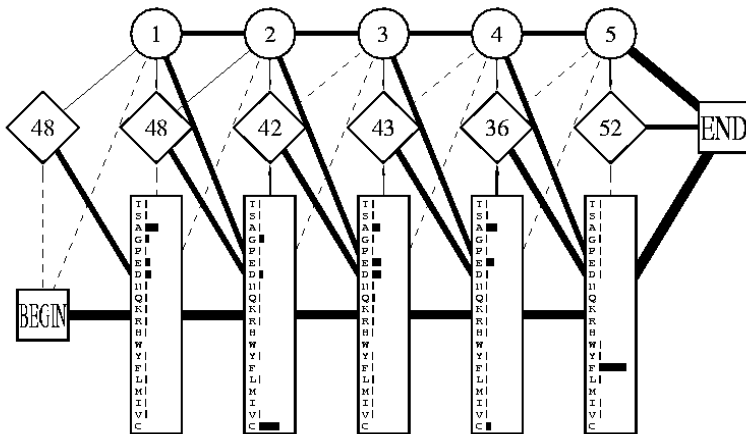 1 2 3 4 5
48 48 42 43 36 52 END
T T T T T
S S S S S
A A A A A
G G G G G
P P P P P
E E E E E
D D D D D
N N N N N
Q Q Q Q Q
K K K K K
BEGIN
R R R R R
H H H H H
W W W W W
Y Y Y Y Y
F F F F F
L L L L L
M M M M M
I I I I I
V V V V V
C C C C C